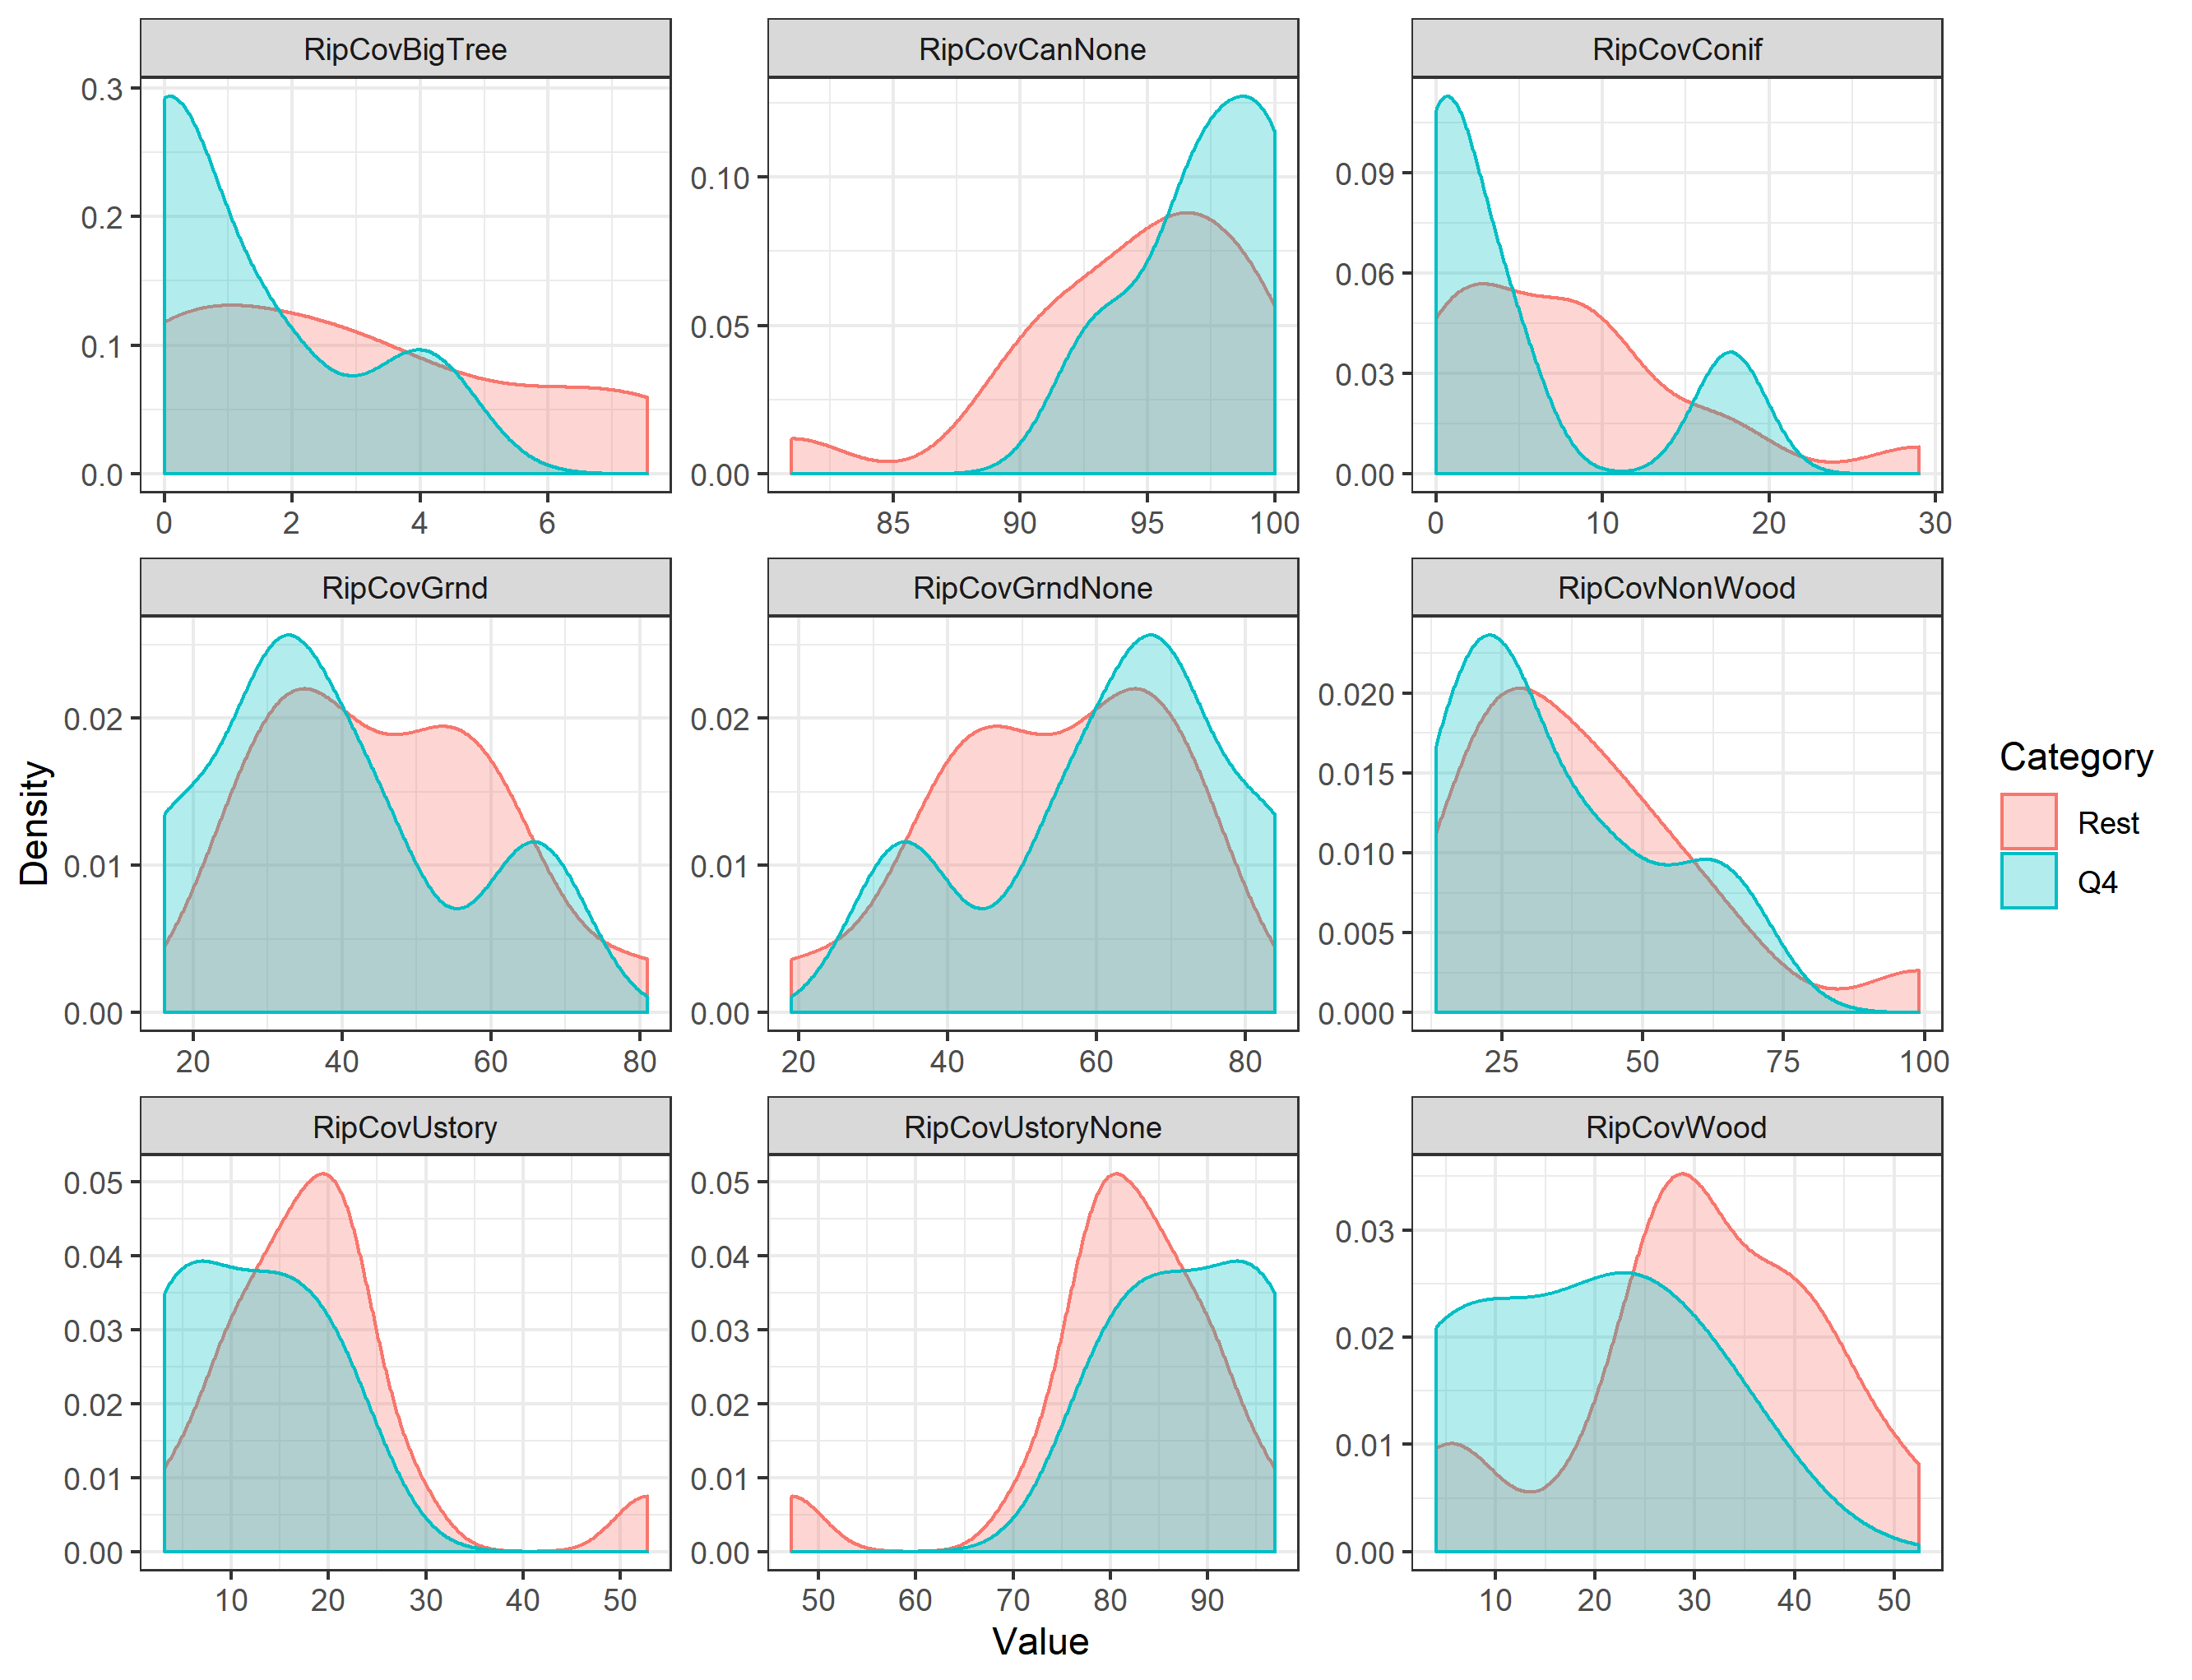 RipCovBigTree RipCovCanNone RipCovConif
0.3
0.2
0.1
0.0
0 2 4 6
0.10
0.05
0.00
85 90 95 100
0.09
0.06
0.03
0.00
0 10 20 30
RipCovGrnd RipCovGrndNone RipCovNonWood
0.02
0.01
0.00
20 40 60 80
0.02
0.01
0.00
20 40 60 80
0.020
0.015
0.010
0.005
0.000
25 50 75 100
RipCovUstory RipCovUstoryNone RipCovWood
0.05
0.04
0.03
0.02
0.01
0.00
10 20 30 40 50
0.05
0.04
0.03
0.02
0.01
0.00
50 60 70 80 90
0.03
0.02
0.01
0.00
10 20 30 40 50
Density
Value
Category
Rest
Q4